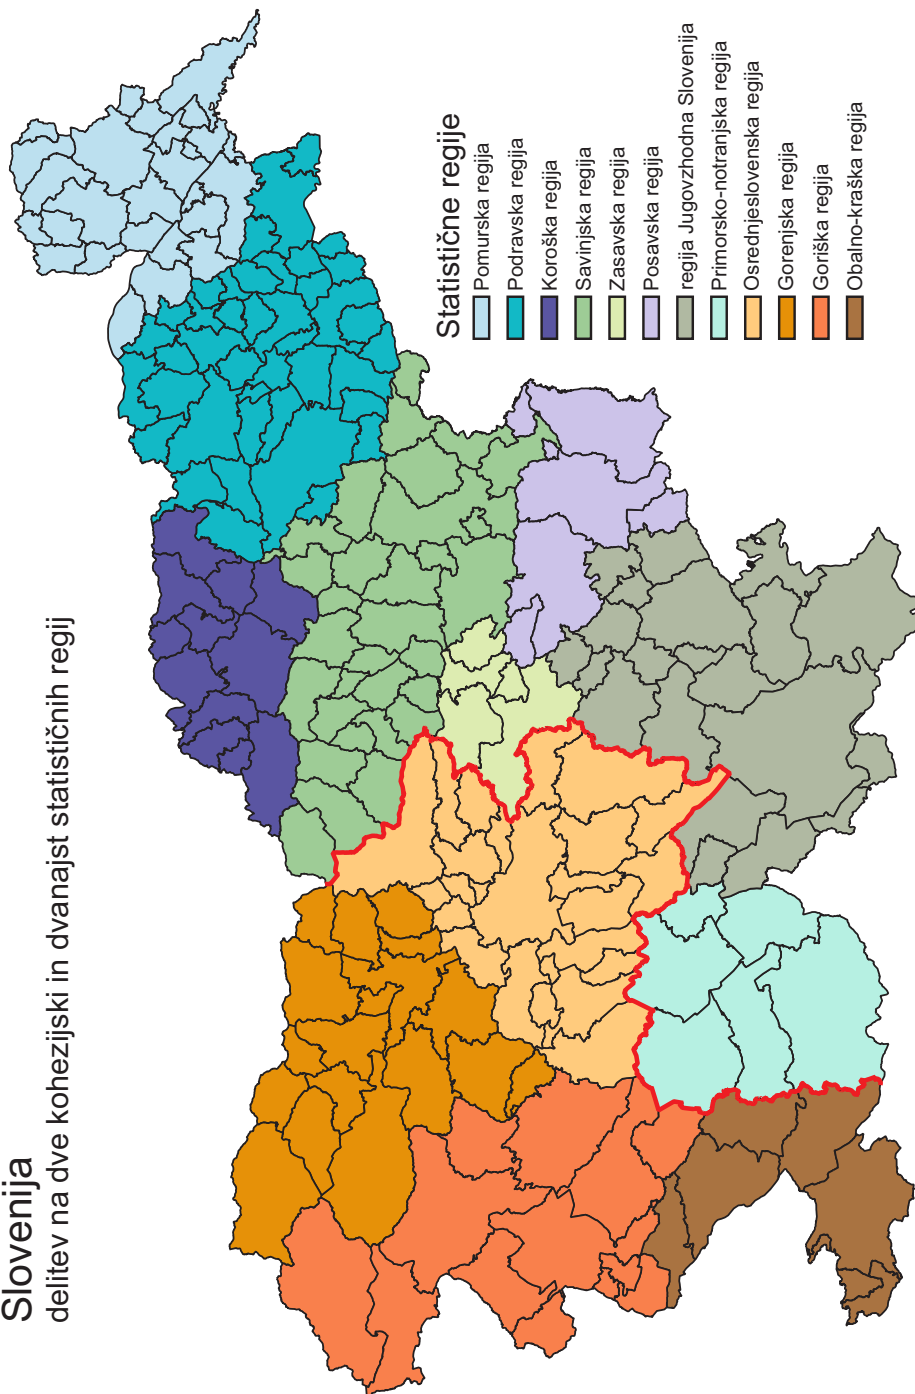 Slovenija
delitev na dve kohezijski in dvanajst statističnih regij
Statistične regije
Pomurska regija
Podravska regija
Koroška regija
Savinjska regija
Zasavska regija
Posavska regija
regija Jugovzhodna Slovenija
Primorsko-notranjska regija
Osrednjeslovenska regija
Gorenjska regija
Goriška regija
Obalno-kraška regija